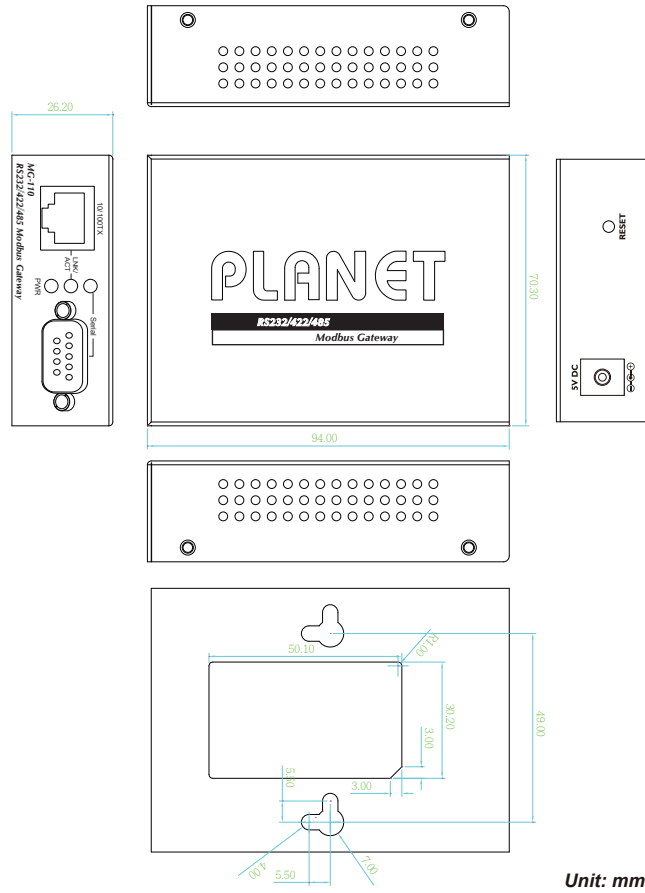 26.20
MG-110
RS232/422/485 Modbus Gateway
10/100TX
LNK/
ACT
PWR
Serial
PLANET
RS232/422/485
Modbus Gateway
70.30
94.00
RESET
5V DC
50.10
R1.00
30.20
49.00
3.00
3.00
5.50
4.00
5.50
7.00
Unit: mm